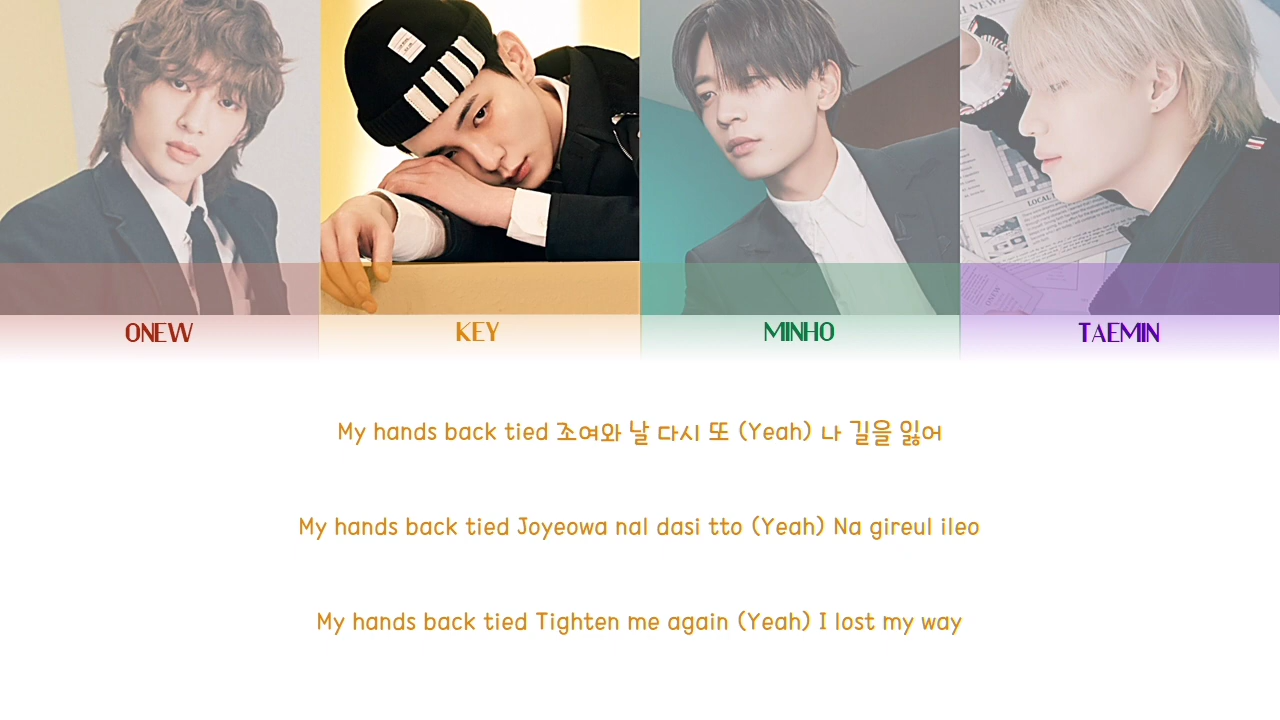 ONEW KEY MINHO TAEMIN
My hands back tied 조여와 날 다시 또 (Yeah) 나 길을 잃어
My hands back tied Joyeowa nal dasi tto (Yeah) Na gireul ileo
My hands back tied Tighten me again (Yeah) I lost my way